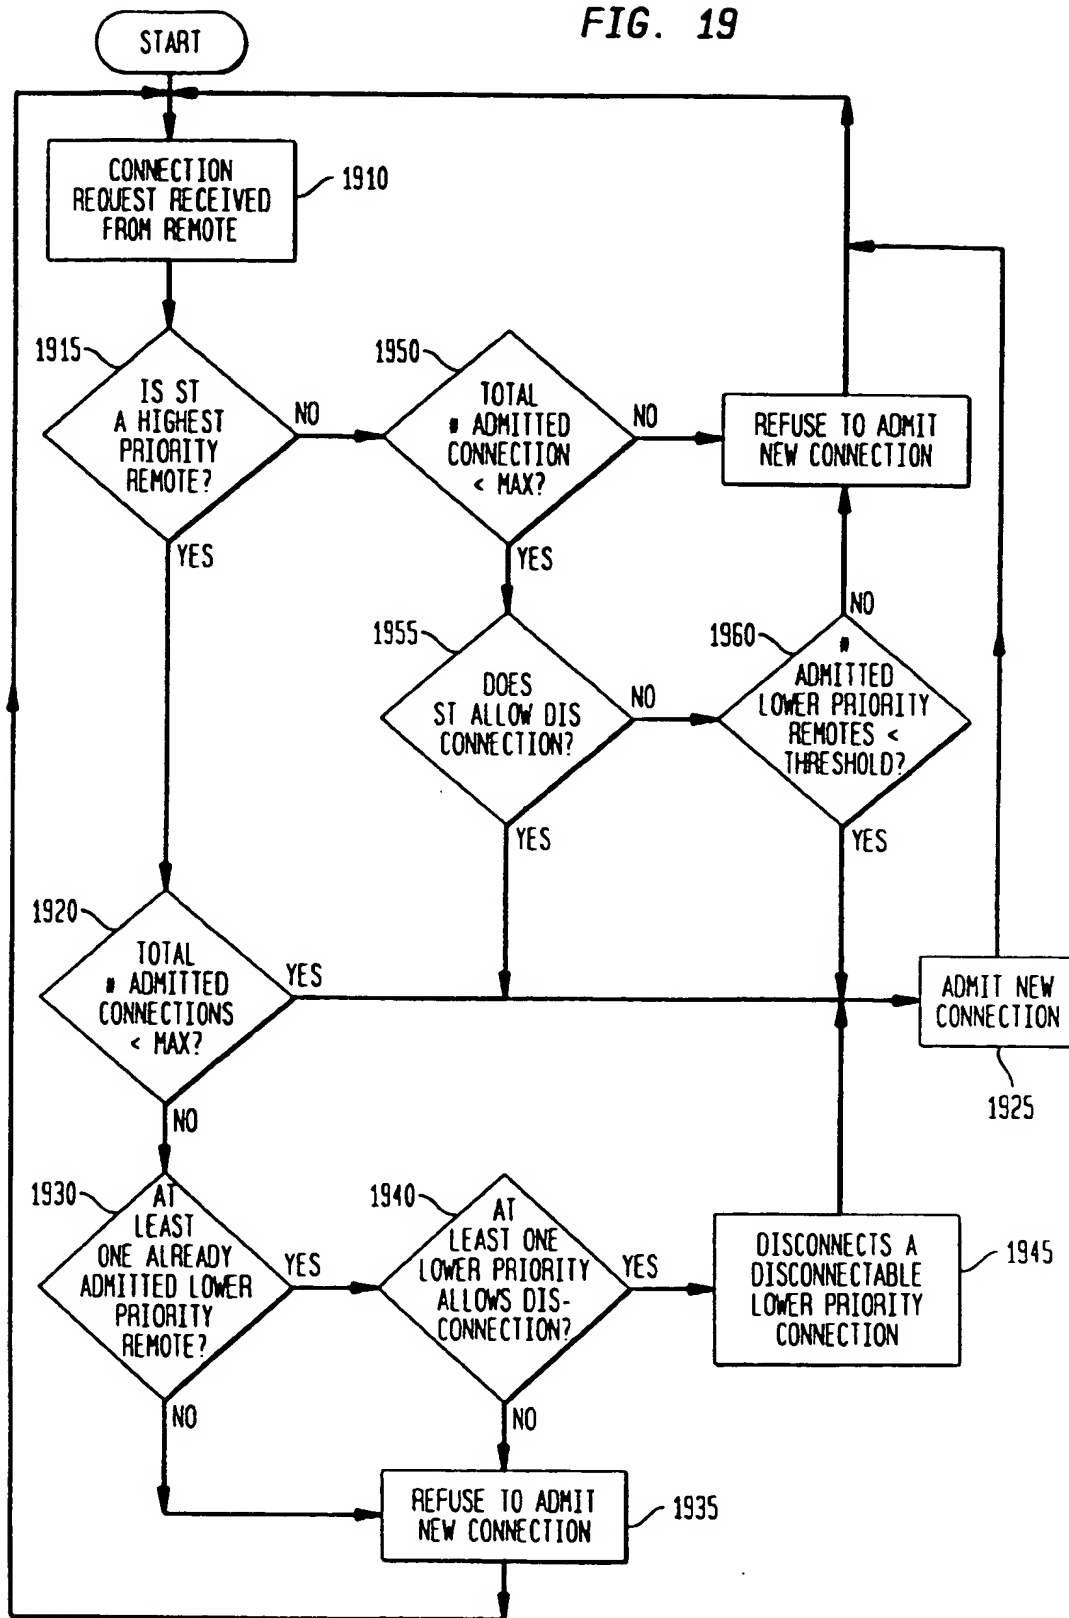 FIG. 19
START
CONNECTION
REQUEST RECEIVED
FROM REMOTE
1910
1915
IS ST
A HIGHEST
PRIORITY
REMOTE?
NO
YES
1950
TOTAL
# ADMITTED
CONNECTION
< MAX?
NO
YES
REFUSE TO ADMIT
NEW CONNECTION
1955
DOES
ST ALLOW DIS
CONNECTION?
NO
YES
1960
NO
#
ADMITTED
LOWER PRIORITY
REMOTES <
THRESHOLD?
YES
1920
TOTAL
# ADMITTED
CONNECTIONS
< MAX?
YES
NO
ADMIT NEW
CONNECTION
1925
1930
AT
LEAST
ONE ALREADY
ADMITTED LOWER
PRIORITY
REMOTE?
YES
NO
1940
AT
LEAST ONE
LOWER PRIORITY
ALLOWS DIS-
CONNECTION?
YES
NO
DISCONNECTS A
DISCONNECTABLE
LOWER PRIORITY
CONNECTION
1945
REFUSE TO ADMIT
NEW CONNECTION
1935